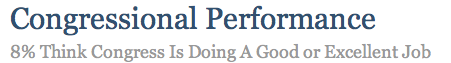 Congressional Performance
8% Think Congress Is Doing A Good or Excellent Job